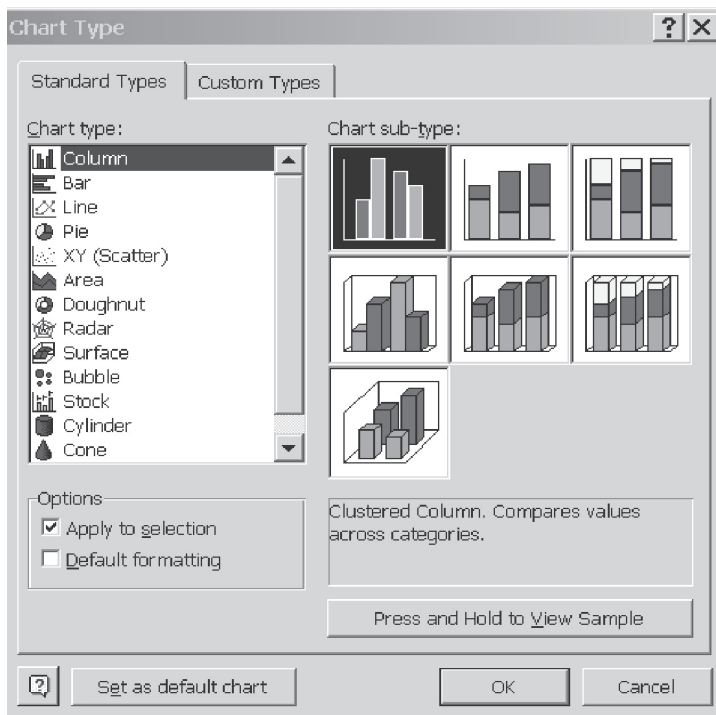 Chart Type
Standard Types
Custom Types
Chart type:
Column
Bar
Line
Pie
XY (Scatter)
Area
Doughnut
Radar
Surface
Bubble
Stock
Cylinder
Cone
Chart sub-type:
Options
Apply to selection
Default formatting
Clustered Column. Compares values
across categories.
Press and Hold to View Sample
Set as default chart
OK
Cancel